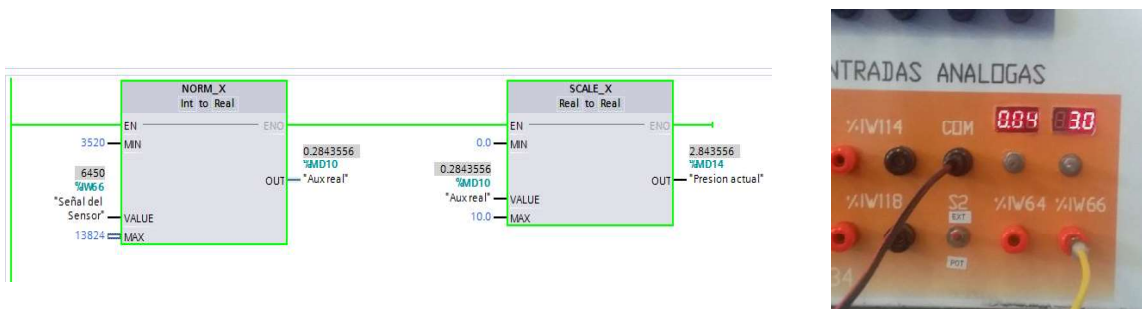 NORM_X
Int to Real
EN
ENO
3520
MIN
6450
%IW66
"Señal del
Sensor"
VALUE
13824
MAX
0.2843556
%MD10
OUT
"Aux real"
SCALE_X
Real to Real
EN
ENO
0.0
MIN
0.2843556
%MD10
"Aux real"
VALUE
10.0
MAX
2.843556
%MD14
OUT
"Presion actual"
NTRADAS ANALOGAS
%IW114
COM
0.04
3.0
%IW118
S2
EXT
%IW64
%IW66
POT
34